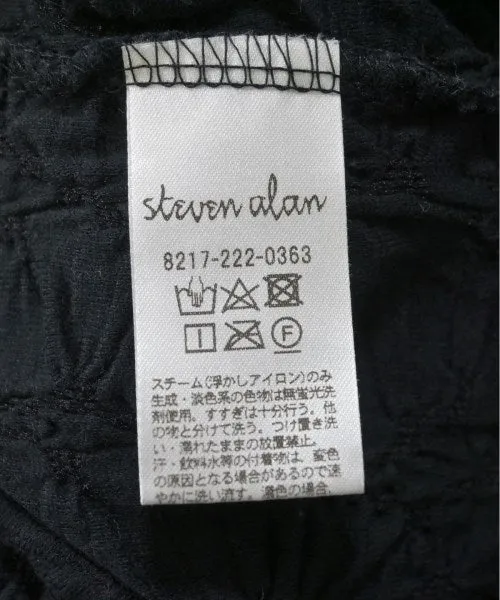 steven alan
8217-222-0363
I
F
スチーム(浮かしアイロン)のみ
生成・淡色系の色物は無蛍光洗
剤使用。すすぎは十分行う。他
の物と分けて洗う。つけ置き洗
い・濡れたままの放置禁止。
汗・飲料水等の付着物は、変色
の原因となる場合があるので速
やかに洗い流す。濃色の場合、